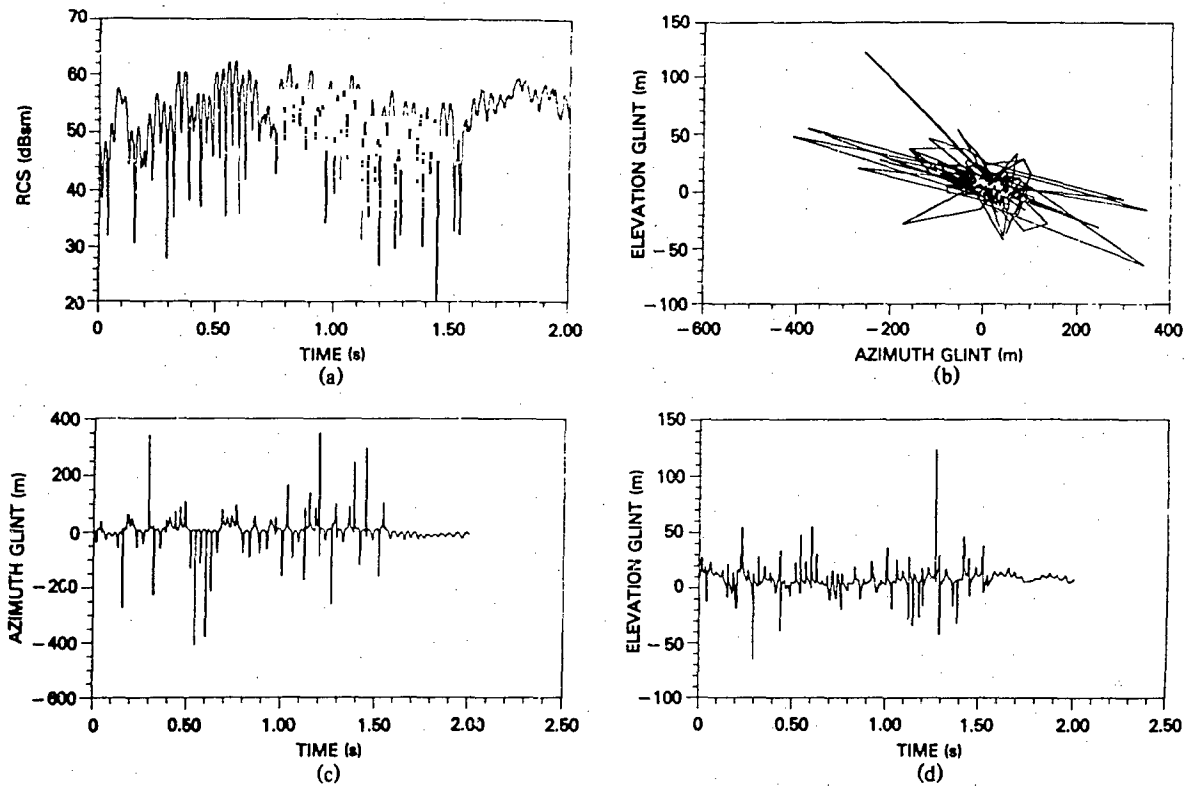 70
60
50
40
30
20
RCS (dBsm)
0 0.50 1.00 1.50 2.00
TIME (s)
(a)
150
100
50
0
−50
−100
ELEVATION GLINT (m)
−600 −400 −200 0 200 400
AZIMUTH GLINT (m)
(b)
400
200
0
−200
−400
−600
AZIMUTH GLINT (m)
0 0.50 1.00 1.50 2.00 2.50
TIME (s)
(c)
150
100
50
0
−50
−100
ELEVATION GLINT (m)
0 0.50 1.00 1.50 2.00 2.50
TIME (s)
(d)